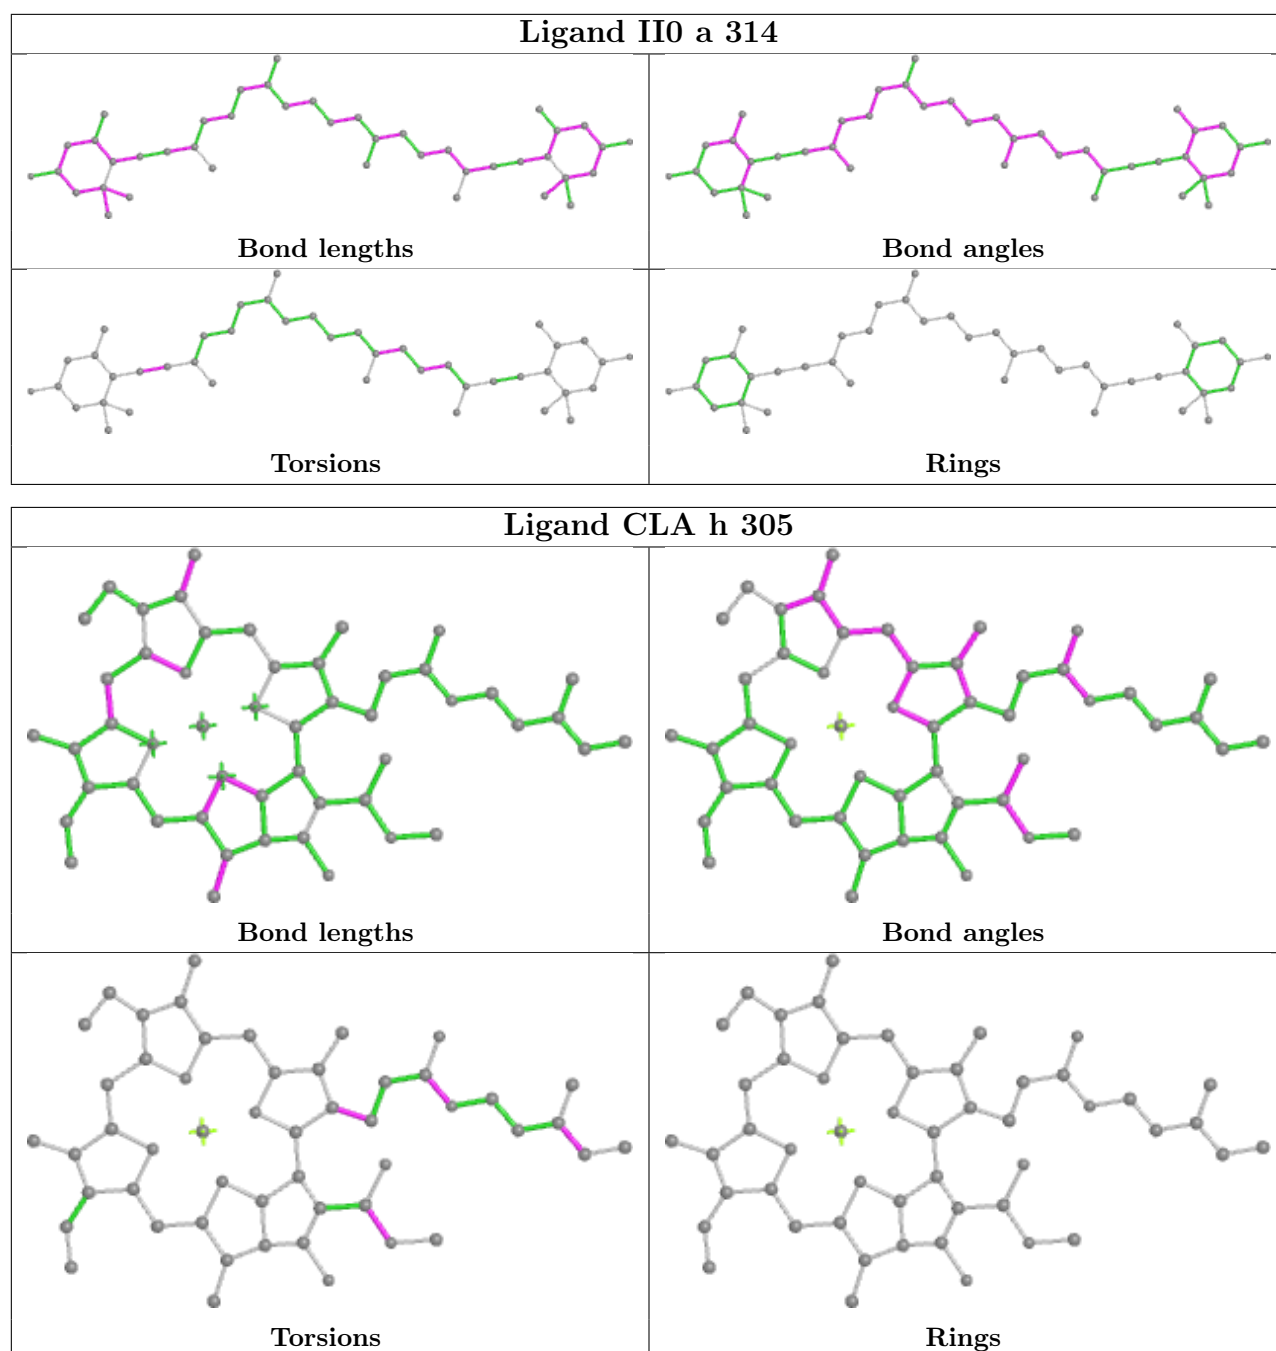 Ligand II0 a 314
Bond lengths
Bond angles
Torsions
Rings
Ligand CLA h 305
Bond lengths
Bond angles
Torsions
Rings